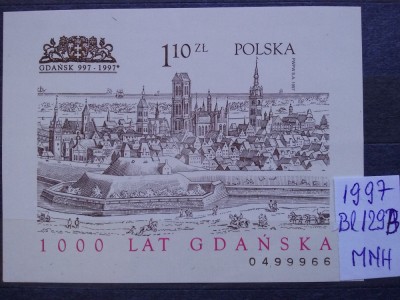 GDAŃSK 997-1997
1 10 ZŁ
POLSKA
1000 LAT GDAŃSKA
0499966
1997
Bl 129B
MNH